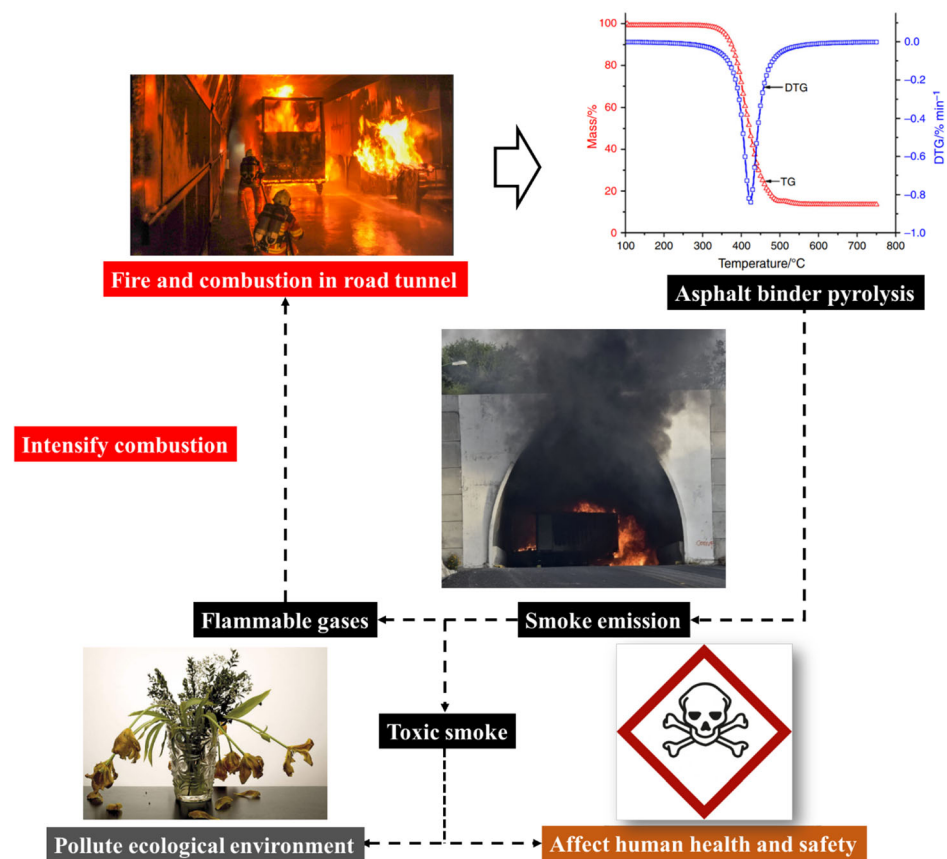 100
80
60
40
20
0
Mass/%
0.0
−0.2
−0.4
−0.6
−0.8
−1.0
DTG/% min⁻¹
DTG
TG
100 200 300 400 500 600 700 800
Temperature/°C
Fire and combustion in road tunnel
Asphalt binder pyrolysis
Intensify combustion
Flammable gases
Smoke emission
Toxic smoke
Pollute ecological environment
Affect human health and safety